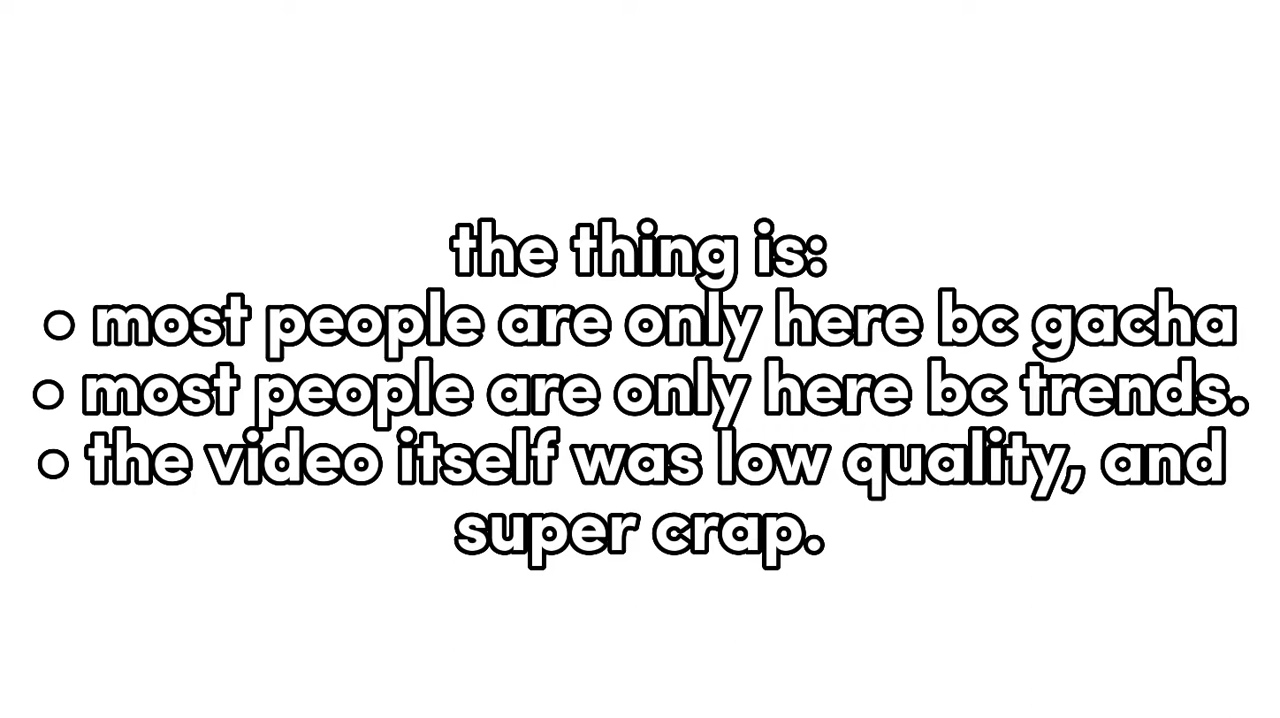 the thing is:
• most people are only here bc gacha
• most people are only here bc trends.
• the video itself was low quality, and
super crap.